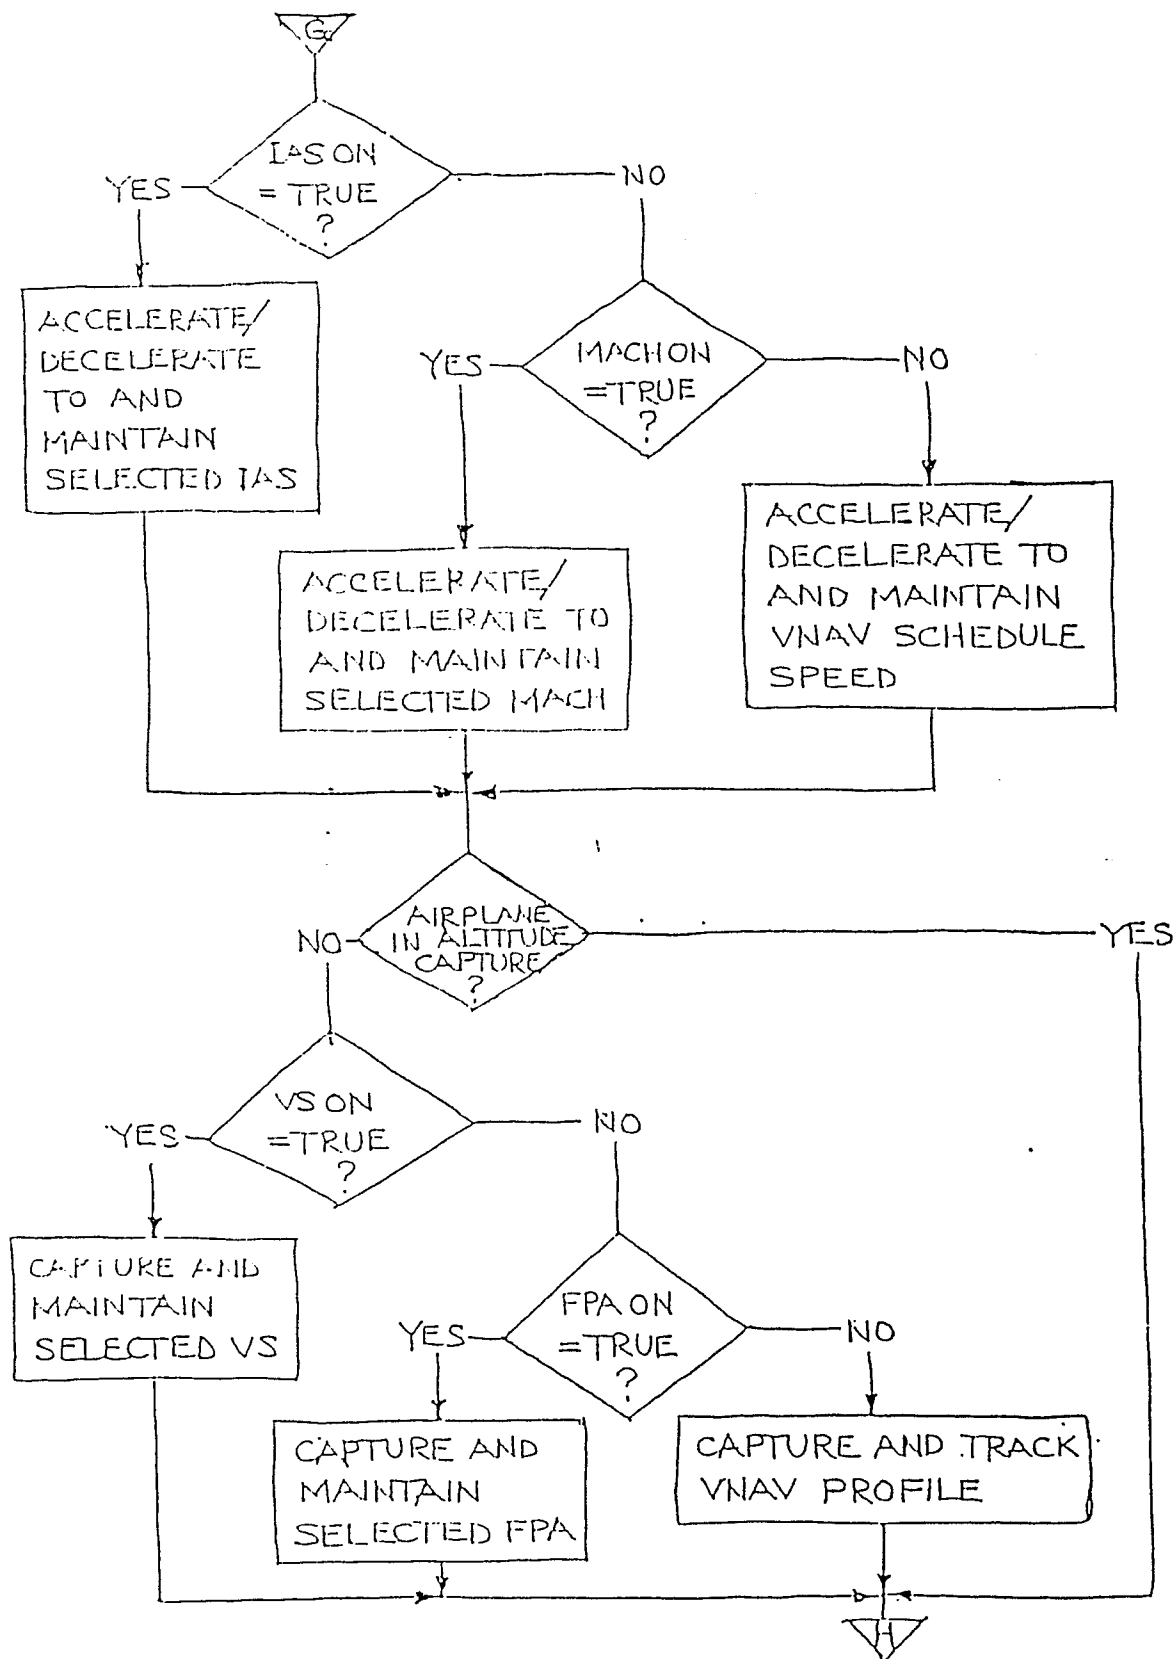 G
IAS ON
= TRUE
?
YES
NO
ACCELERATE/
DECELERATE
TO AND
MAINTAIN
SELECTED IAS
MACH ON
=TRUE
?
YES
NO
ACCELERATE/
DECELERATE TO
AND MAINTAIN
SELECTED MACH
ACCELERATE/
DECELERATE TO
AND MAINTAIN
VNAV SCHEDULE
SPEED
AIRPLANE
IN ALTITUDE
CAPTURE
?
NO
YES
VS ON
=TRUE
?
YES
NO
CAPTURE AND
MAINTAIN
SELECTED VS
FPA ON
=TRUE
?
YES
NO
CAPTURE AND
MAINTAIN
SELECTED FPA
CAPTURE AND TRACK
VNAV PROFILE
H